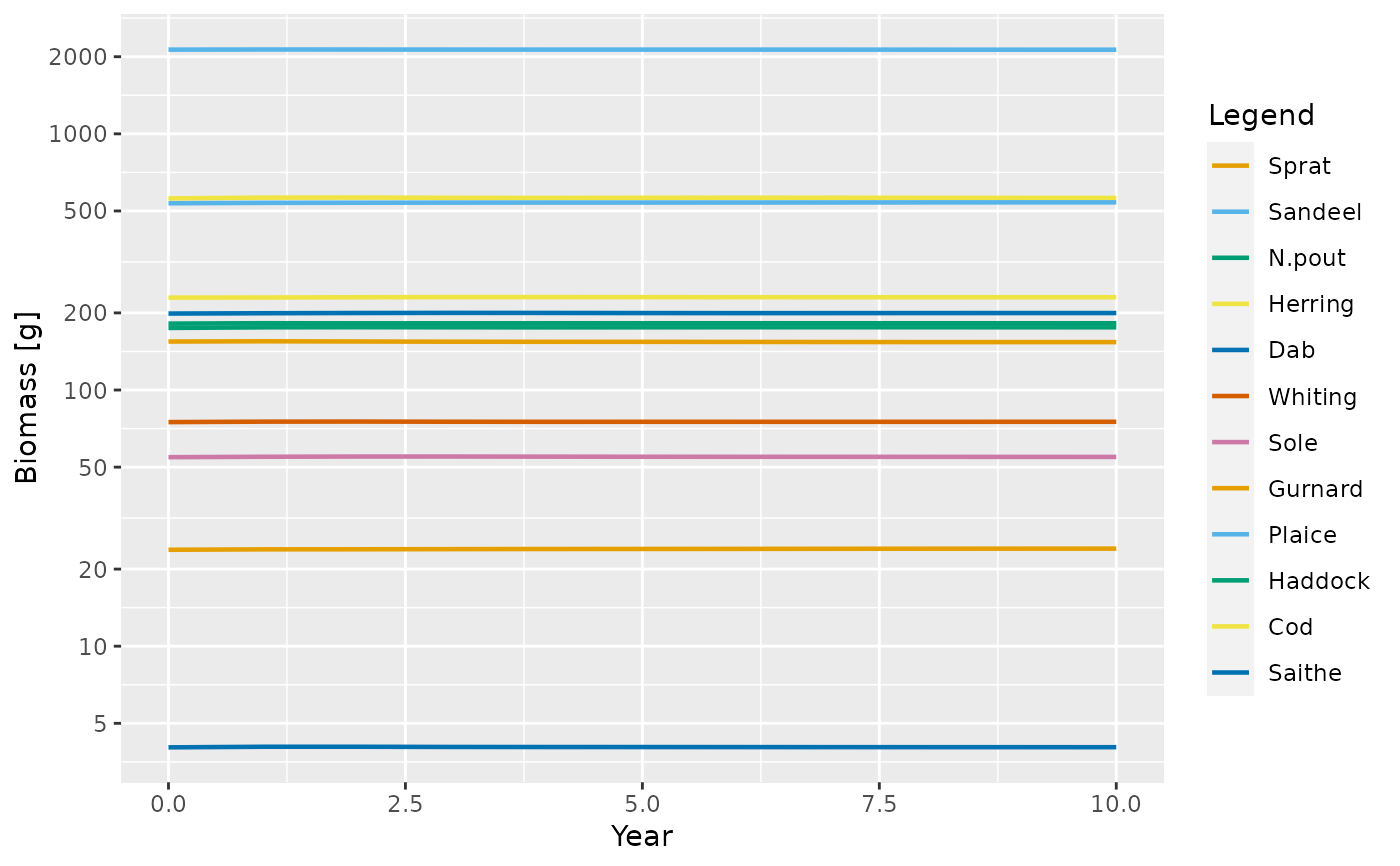 2000
1000
500
200
100
50
20
10
5
Biomass [g]
0.0
2.5
5.0
7.5
10.0
Year
Legend
Sprat
Sandeel
N.pout
Herring
Dab
Whiting
Sole
Gurnard
Plaice
Haddock
Cod
Saithe